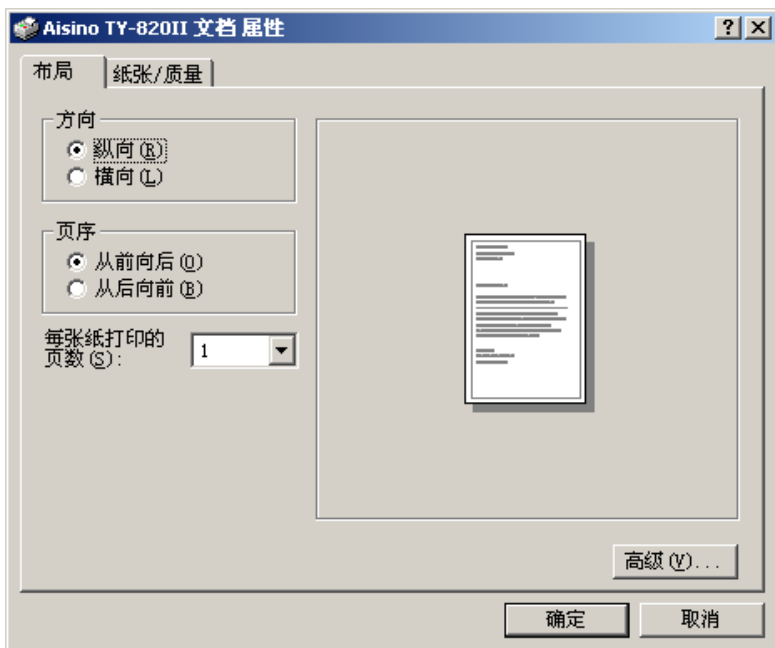 Aisino TY-820II 文档 属性
布局
纸张/质量
方向
纵向(R)
横向(L)
页序
从前向后(O)
从后向前(B)
每张纸打印的
页数(S):
1
高级(V)...
确定
取消